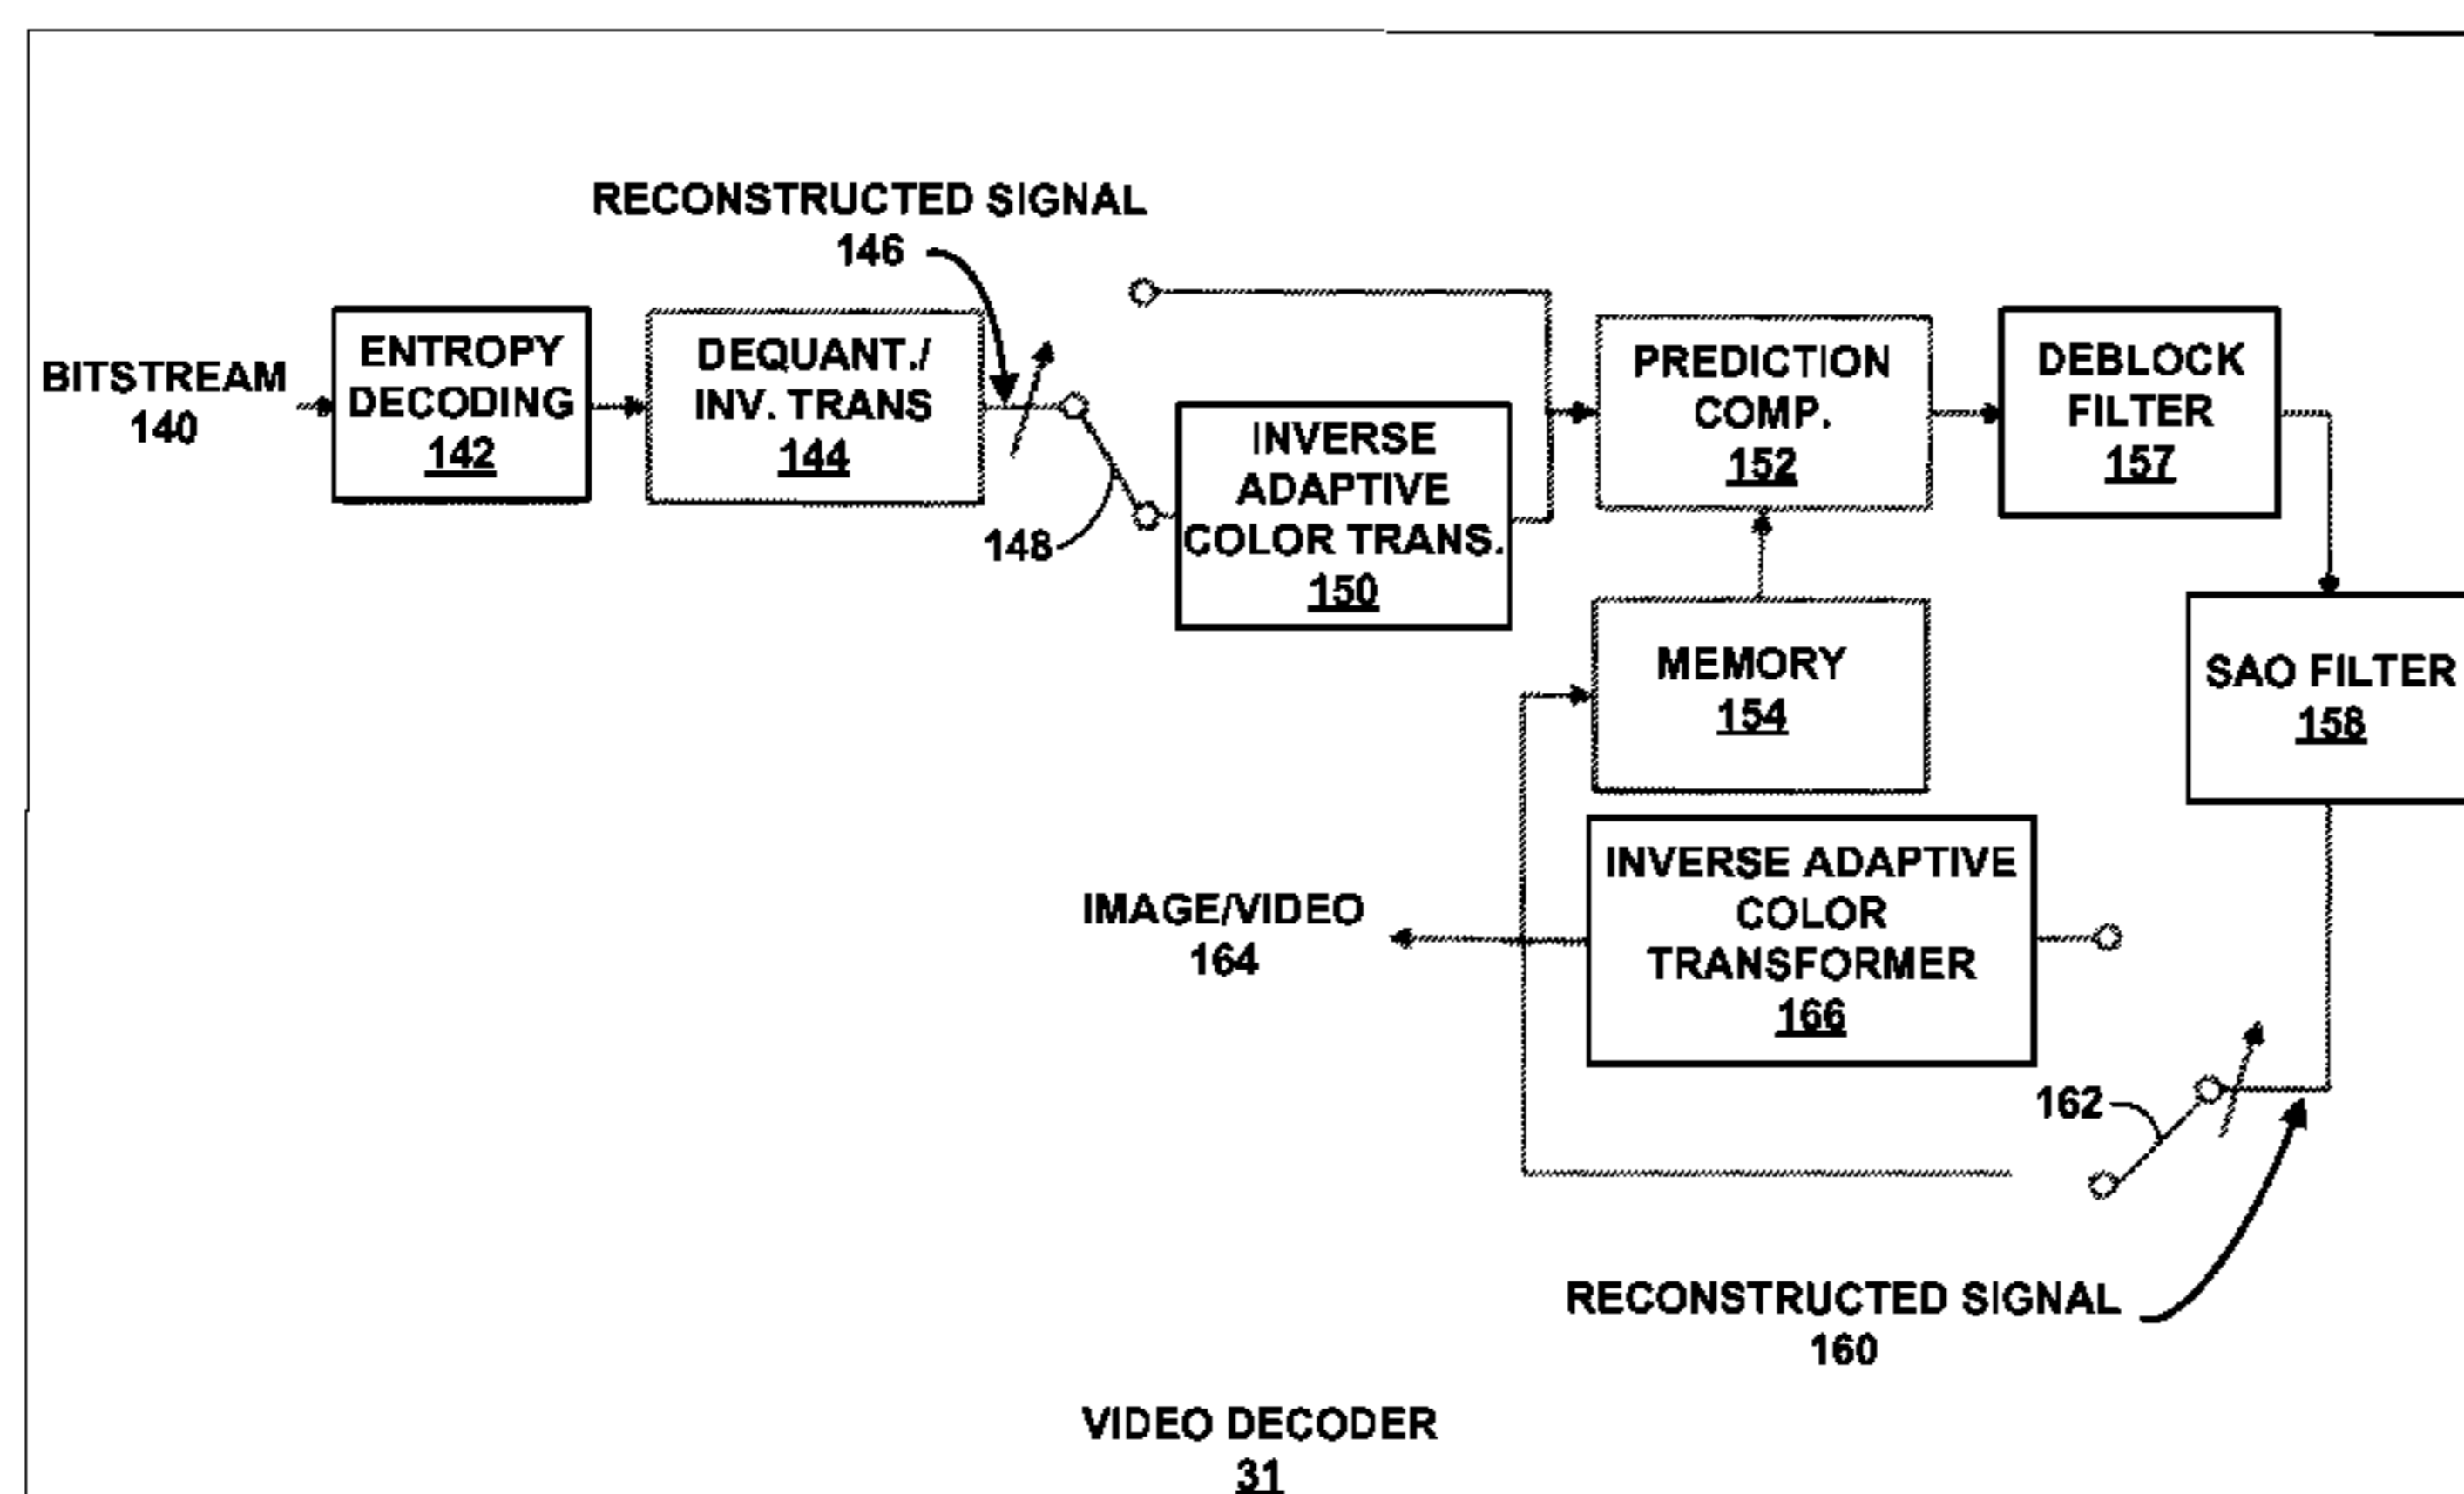 RECONSTRUCTED SIGNAL
146
BITSTREAM
140
ENTROPY
DECODING
142
DEQUANT./
INV. TRANS
144
148
INVERSE
ADAPTIVE
COLOR TRANS.
150
PREDICTION
COMP.
152
DEBLOCK
FILTER
157
MEMORY
154
SAO FILTER
158
INVERSE ADAPTIVE
COLOR
TRANSFORMER
166
IMAGE/VIDEO
164
162
RECONSTRUCTED SIGNAL
160
VIDEO DECODER
31